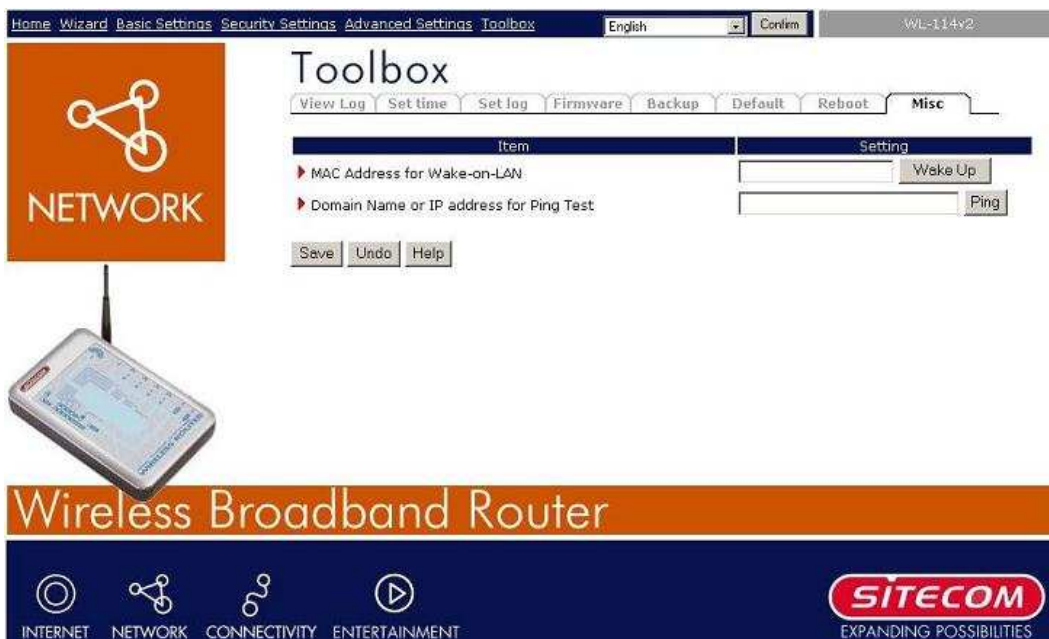 Home Wizard Basic Settings Security Settings Advanced Settings Toolbox English Confirm WL-114v2
Toolbox
View Log Set time Set log Firmware Backup Default Reboot Misc
Item Setting
MAC Address for Wake-on-LAN Wake Up
Domain Name or IP address for Ping Test Ping
Save Undo Help
NETWORK
WIRELESS ROUTER
Wireless Broadband Router
INTERNET NETWORK CONNECTIVITY ENTERTAINMENT
SITECOM
EXPANDING POSSIBILITIES